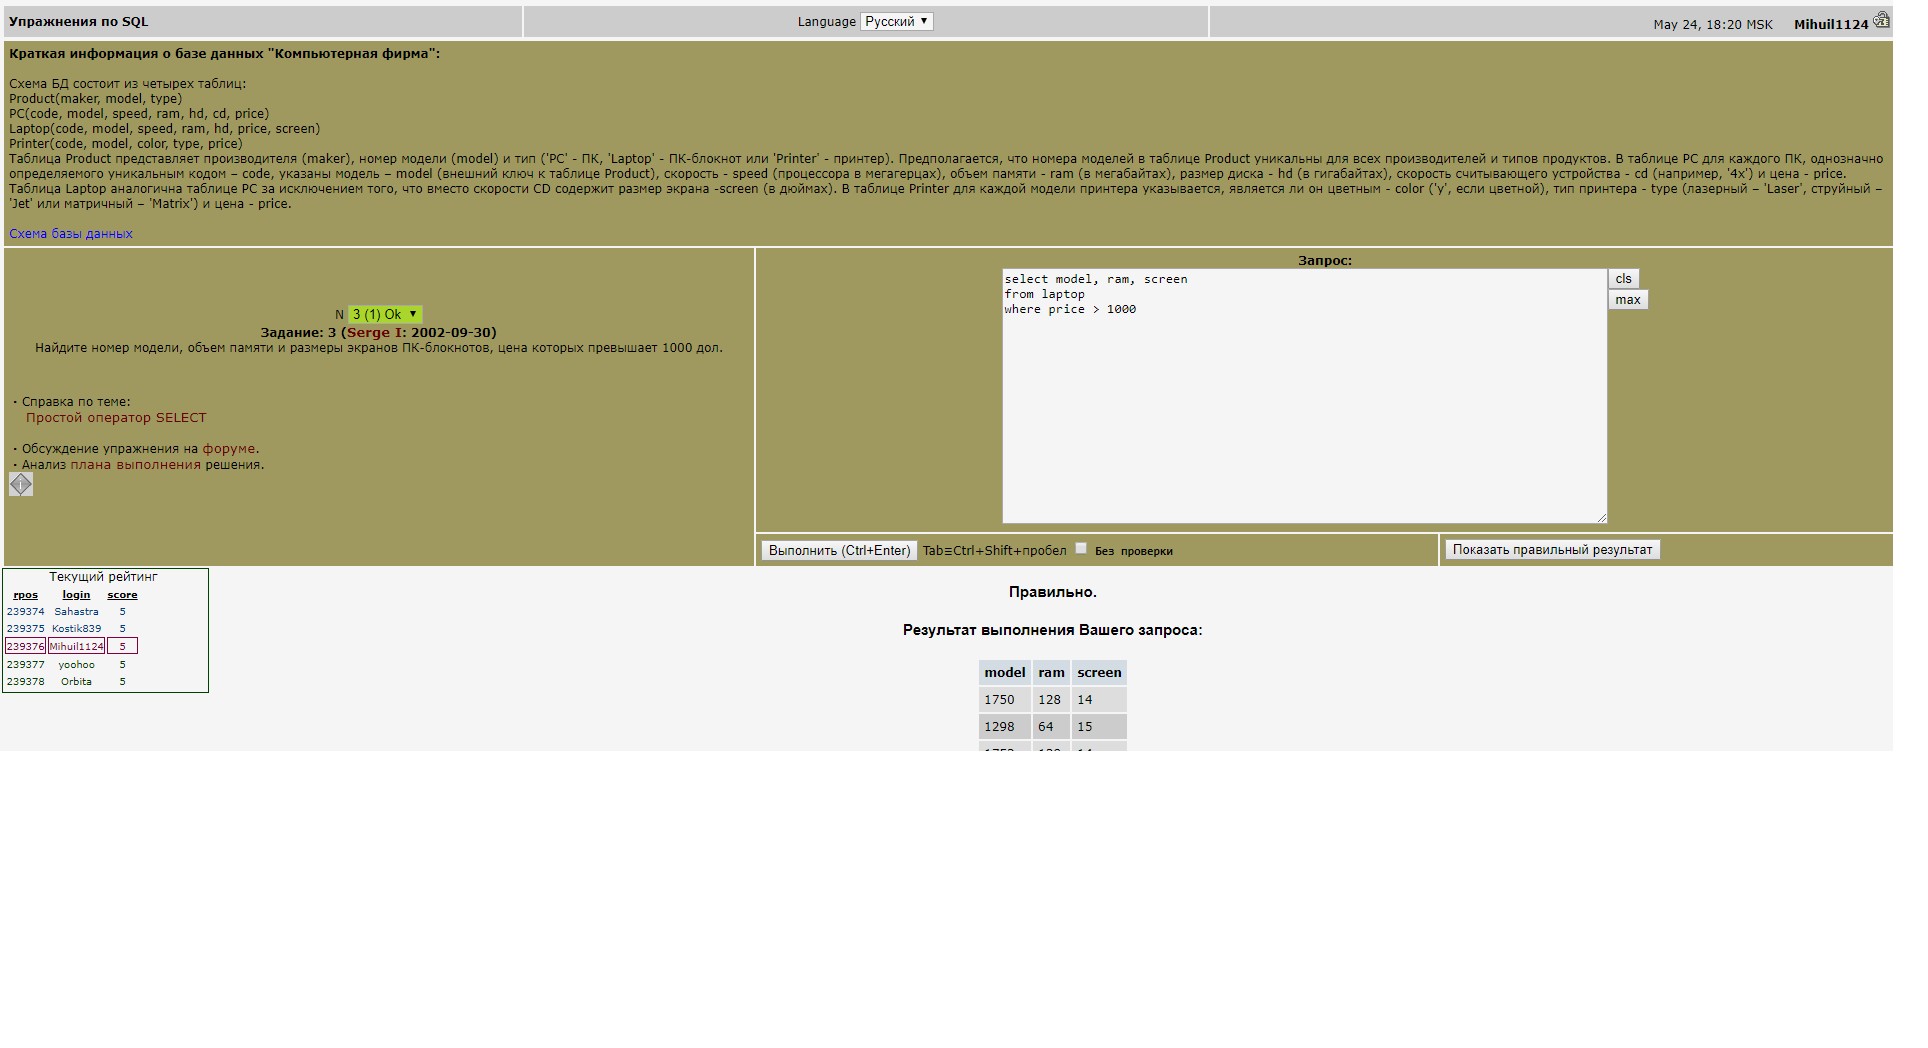 Упражнения по SQL
Language Русский
May 24, 18:20 MSK Mihuil1124
Краткая информация о базе данных "Компьютерная фирма":
Схема БД состоит из четырех таблиц:
Product(maker, model, type)
PC(code, model, speed, ram, hd, cd, price)
Laptop(code, model, speed, ram, hd, price, screen)
Printer(code, model, color, type, price)
Таблица Product представляет производителя (maker), номер модели (model) и тип ('PC' - ПК, 'Laptop' - ПК-блокнот или 'Printer' - принтер). Предполагается, что номера моделей в таблице Product уникальны для всех производителей и типов продуктов. В таблице PC для каждого ПК, однозначно
определяемого уникальным кодом – code, указаны модель – model (внешний ключ к таблице Product), скорость - speed (процессора в мегагерцах), объем памяти - ram (в мегабайтах), размер диска - hd (в гигабайтах), скорость считывающего устройства - cd (например, '4x') и цена - price.
Таблица Laptop аналогична таблице РС за исключением того, что вместо скорости CD содержит размер экрана -screen (в дюймах). В таблице Printer для каждой модели принтера указывается, является ли он цветным - color ('y', если цветной), тип принтера - type (лазерный – 'Laser', струйный –
'Jet' или матричный – 'Matrix') и цена - price.
Схема базы данных
N 3 (1) Ok
Задание: 3 (Serge I: 2002-09-30)
Найдите номер модели, объем памяти и размеры экранов ПК-блокнотов, цена которых превышает 1000 дол.
· Справка по теме:
Простой оператор SELECT
· Обсуждение упражнения на форуме.
· Анализ плана выполнения решения.
Запрос:
select model, ram, screen
from laptop
where price > 1000
cls
max
Выполнить (Ctrl+Enter) Tab≡Ctrl+Shift+пробел Без проверки
Показать правильный результат
Текущий рейтинг
rpos login score
239374 Sahastra 5
239375 Kostik839 5
239376 Mihuil1124 5
239377 yoohoo 5
239378 Orbita 5
Правильно.
Результат выполнения Вашего запроса:
model ram screen
1750 128 14
1298 64 15